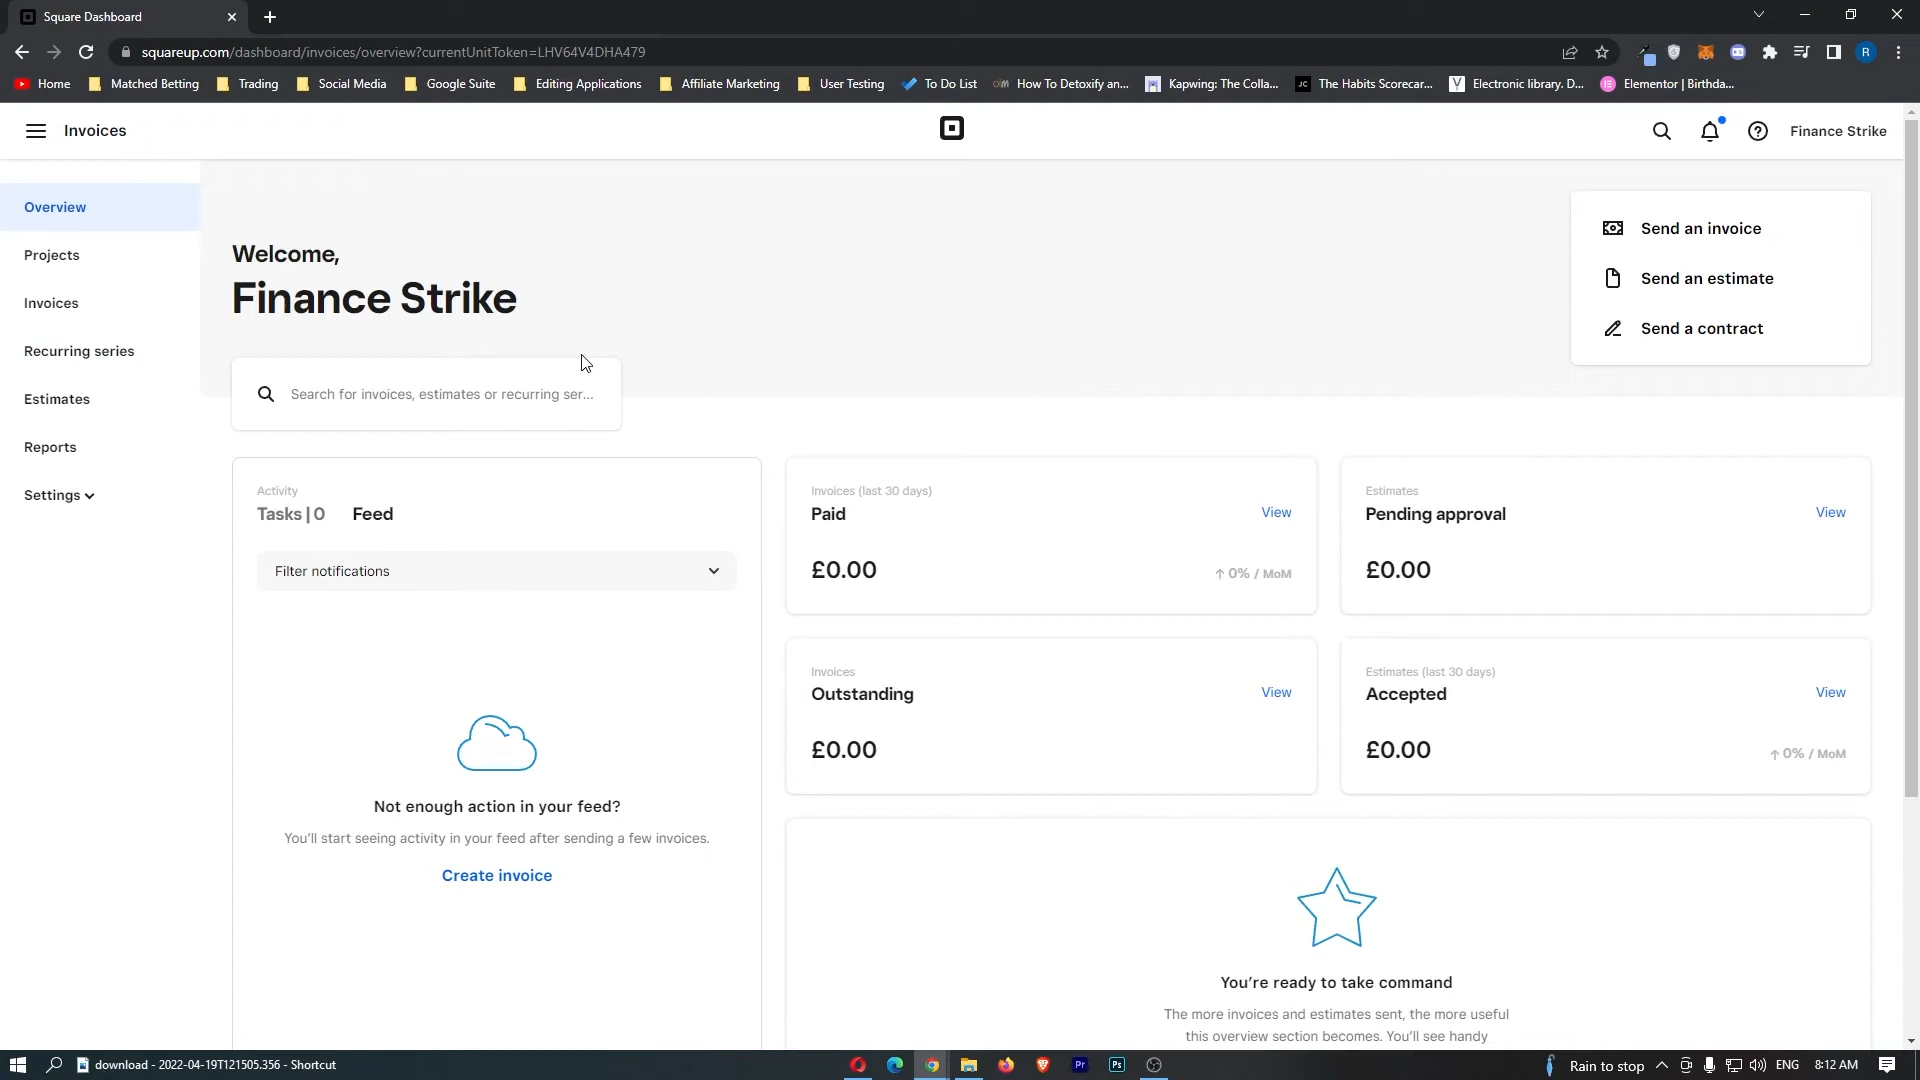 Square Dashboard
squareup.com/dashboard/invoices/overview?currentUnitToken=LHV64V4DHA479
R
Home
Matched Betting
Trading
Social Media
Google Suite
Editing Applications
Affiliate Marketing
User Testing
To Do List
How To Detoxify an...
Kapwing: The Colla...
JC
The Habits Scorecar...
V
Electronic library. D...
Elementor | Birthda...
Invoices
Finance Strike
Overview
Projects
Invoices
Recurring series
Estimates
Reports
Settings
Welcome,
Finance Strike
Search for invoices, estimates or recurring ser...
Send an invoice
Send an estimate
Send a contract
Activity
Tasks | 0
Feed
Filter notifications
Not enough action in your feed?
You'll start seeing activity in your feed after sending a few invoices.
Create invoice
Invoices (last 30 days)
Paid
View
£0.00
↑ 0% / MoM
Estimates
Pending approval
View
£0.00
Invoices
Outstanding
View
£0.00
Estimates (last 30 days)
Accepted
View
£0.00
↑ 0% / MoM
You're ready to take command
The more invoices and estimates sent, the more useful
this overview section becomes. You'll see handy
download - 2022-04-19T121505.356 - Shortcut
Pr
Ps
Rain to stop
ENG
8:12 AM